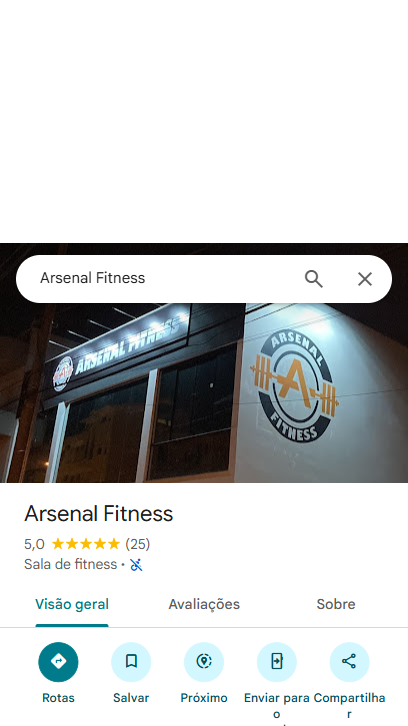 Arsenal Fitness
ARSENAL FITNESS
ARSENAL
A
FITNESS
Arsenal Fitness
5,0 (25)
Sala de fitness ·
Visão geral Avaliações Sobre
Rotas Salvar Próximo Enviar para Compartilha
o r